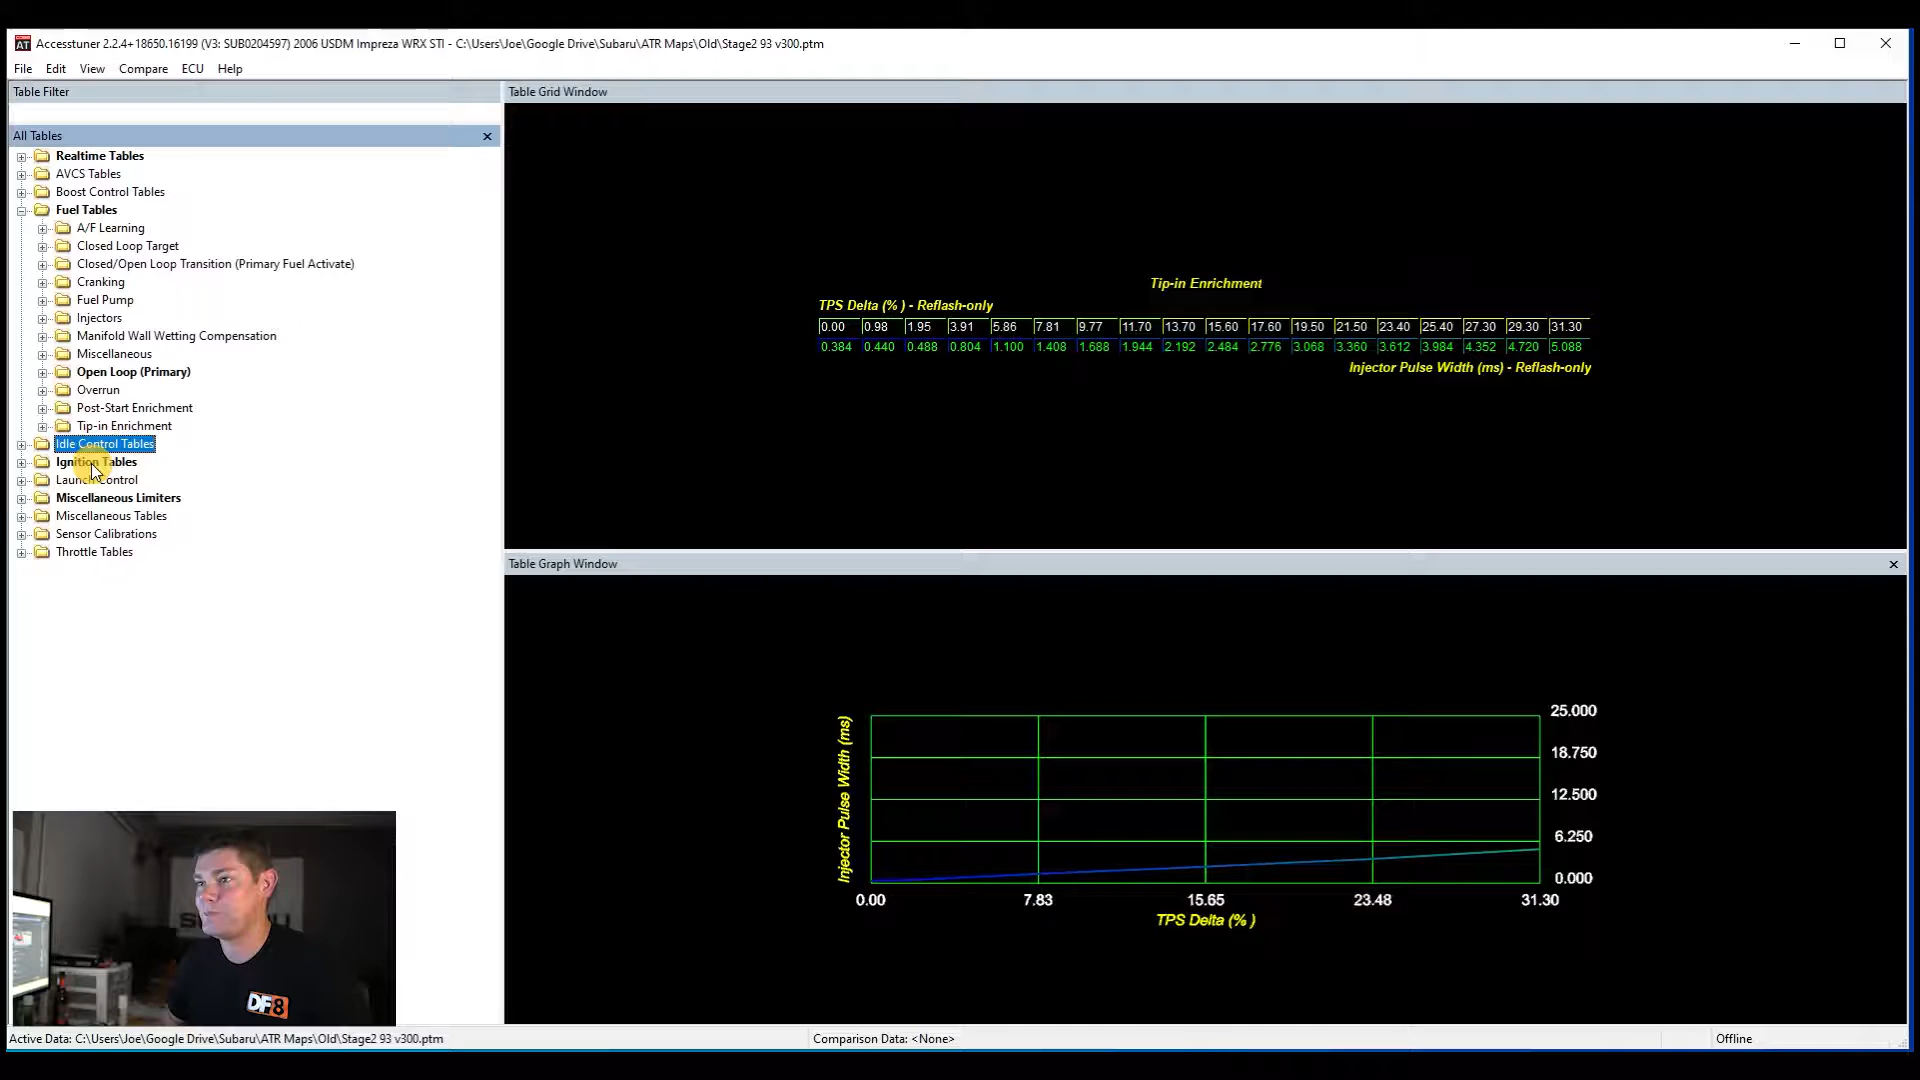 Accesstuner 2.2.4+18650.16199 (V3: SUB0204597) 2006 USDM Impreza WRX STI - C:\Users\Joe\Google Drive\Subaru\ATR Maps\Old\Stage2 93 v300.ptm
File Edit View Compare ECU Help
Table Filter
All Tables
Realtime Tables
AVCS Tables
Boost Control Tables
Fuel Tables
A/F Learning
Closed Loop Target
Closed/Open Loop Transition (Primary Fuel Activate)
Cranking
Fuel Pump
Injectors
Manifold Wall Wetting Compensation
Miscellaneous
Open Loop (Primary)
Overrun
Post-Start Enrichment
Tip-in Enrichment
Idle Control Tables
Ignition Tables
Launch Control
Miscellaneous Limiters
Miscellaneous Tables
Sensor Calibrations
Throttle Tables
Table Grid Window
Tip-in Enrichment
TPS Delta (% ) - Reflash-only
0.00 0.98 1.95 3.91 5.86 7.81 9.77 11.70 13.70 15.60 17.60 19.50 21.50 23.40 25.40 27.30 29.30 31.30
0.384 0.440 0.488 0.804 1.100 1.408 1.688 1.944 2.192 2.484 2.776 3.068 3.360 3.612 3.984 4.352 4.720 5.088
Injector Pulse Width (ms) - Reflash-only
Table Graph Window
Injector Pulse Width (ms)
25.000
18.750
12.500
6.250
0.000
0.00 7.83 15.65 23.48 31.30
TPS Delta (% )
DF8
Active Data: C:\Users\Joe\Google Drive\Subaru\ATR Maps\Old\Stage2 93 v300.ptm
Comparison Data: <None>
Offline